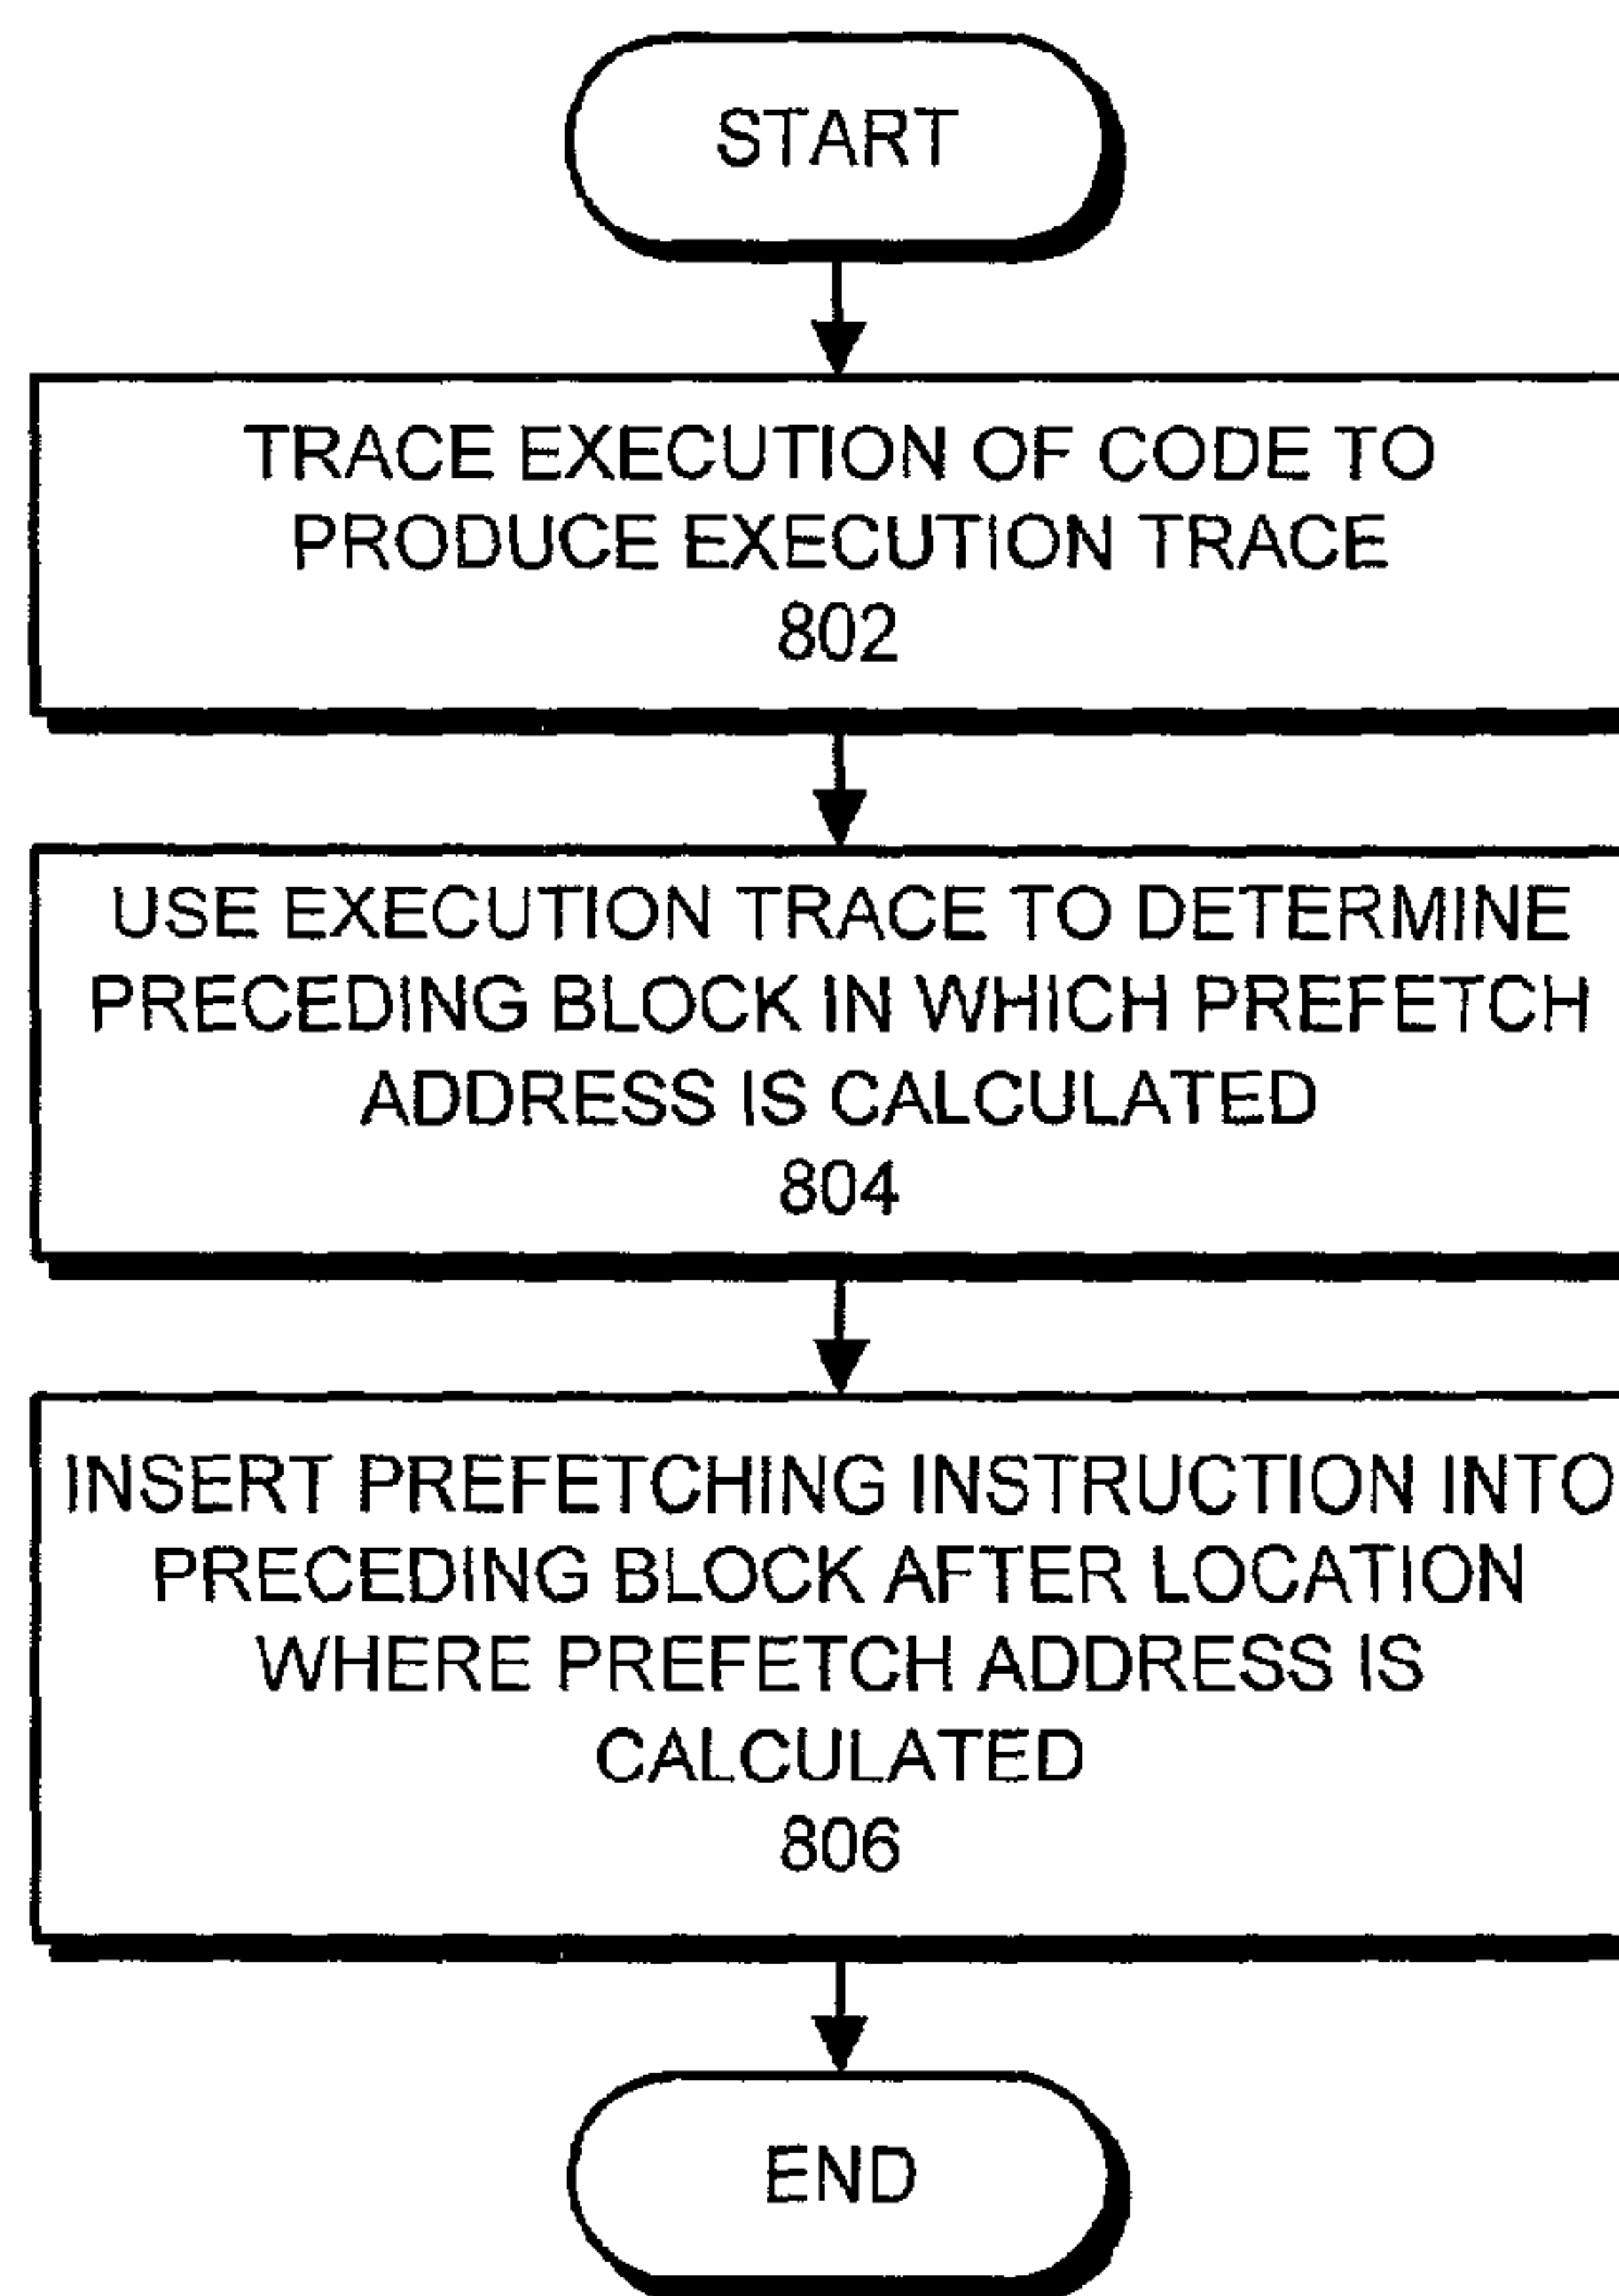 START
TRACE EXECUTION OF CODE TO
PRODUCE EXECUTION TRACE
802
USE EXECUTION TRACE TO DETERMINE
PRECEDING BLOCK IN WHICH PREFETCH
ADDRESS IS CALCULATED
804
INSERT PREFETCHING INSTRUCTION INTO
PRECEDING BLOCK AFTER LOCATION
WHERE PREFETCH ADDRESS IS
CALCULATED
806
END